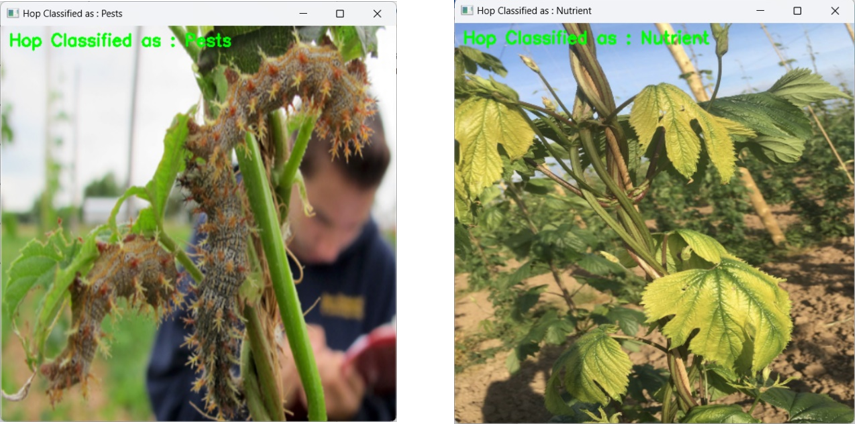 Hop Classified as : Pests
Hop Classified as : Pests
Hop Classified as : Nutrient
Hop Classified as : Nutrient